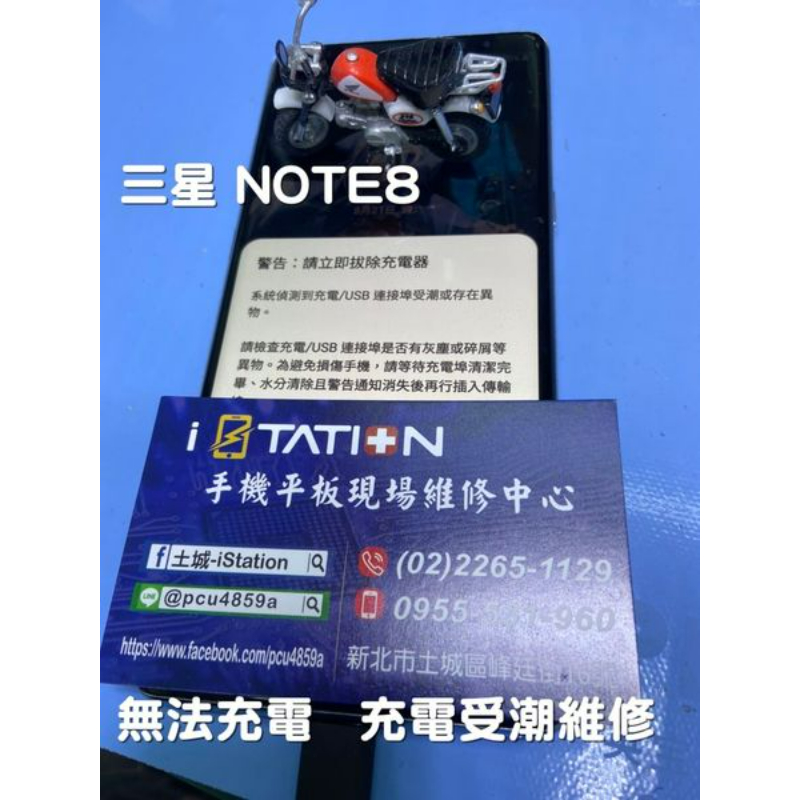 三星 NOTE8
警告：請立即拔除充電器
系統偵測到充電/USB 連接埠受潮或存在異
物。
請檢查充電/USB 連接埠是否有灰塵或碎屑等
異物。為避免損傷手機，請等待充電埠清潔完
畢、水分清除且警告通知消失後再行插入傳輸
iSTATION
手機平板現場維修中心
土城-iStation
(02)2265-1129
@pcu4859a
0955-
-960
https://www.facebook.com/pcu4859a
新北市土城區峰廷街
無法充電 充電受潮維修